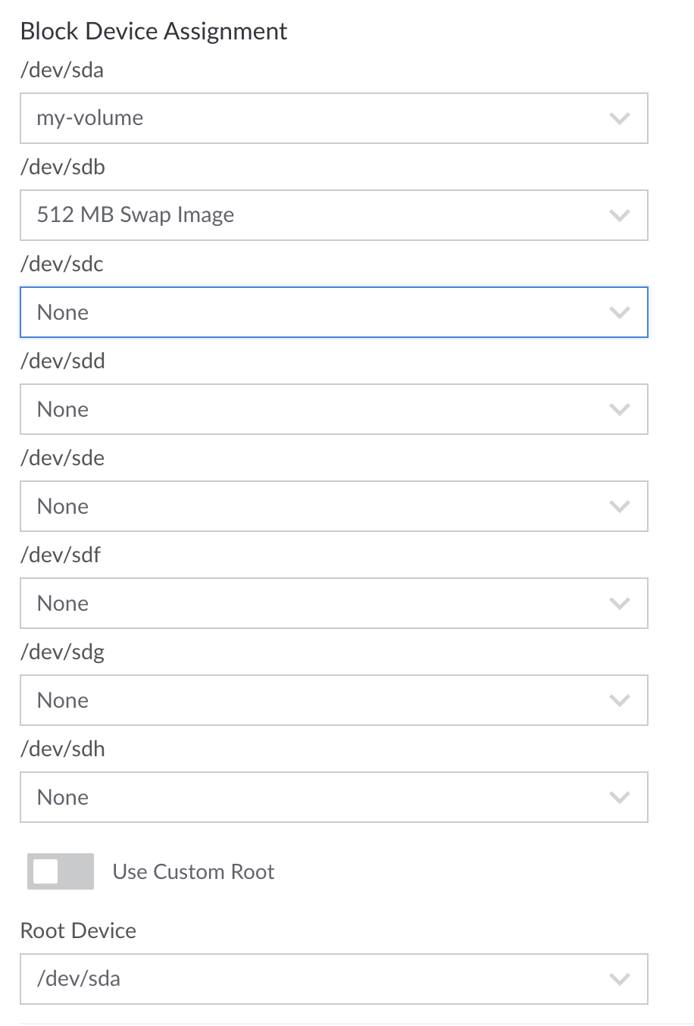 Block Device Assignment
/dev/sda
my-volume
/dev/sdb
512 MB Swap Image
/dev/sdc
None
/dev/sdd
None
/dev/sde
None
/dev/sdf
None
/dev/sdg
None
/dev/sdh
None
Use Custom Root
Root Device
/dev/sda